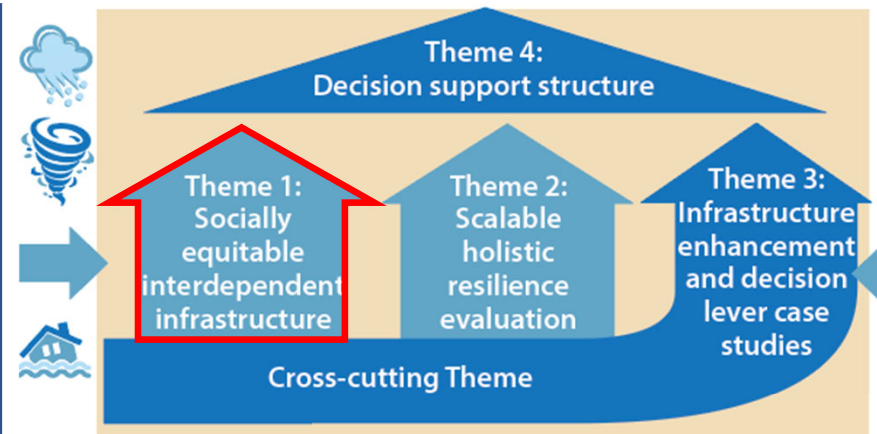 Theme 4:
Decision support structure
Theme 1:
Socially
equitable
interdependent
infrastructure
Theme 2:
Scalable
holistic
resilience
evaluation
Theme 3:
Infrastructure
enhancement
and decision
lever case
studies
Cross-cutting Theme